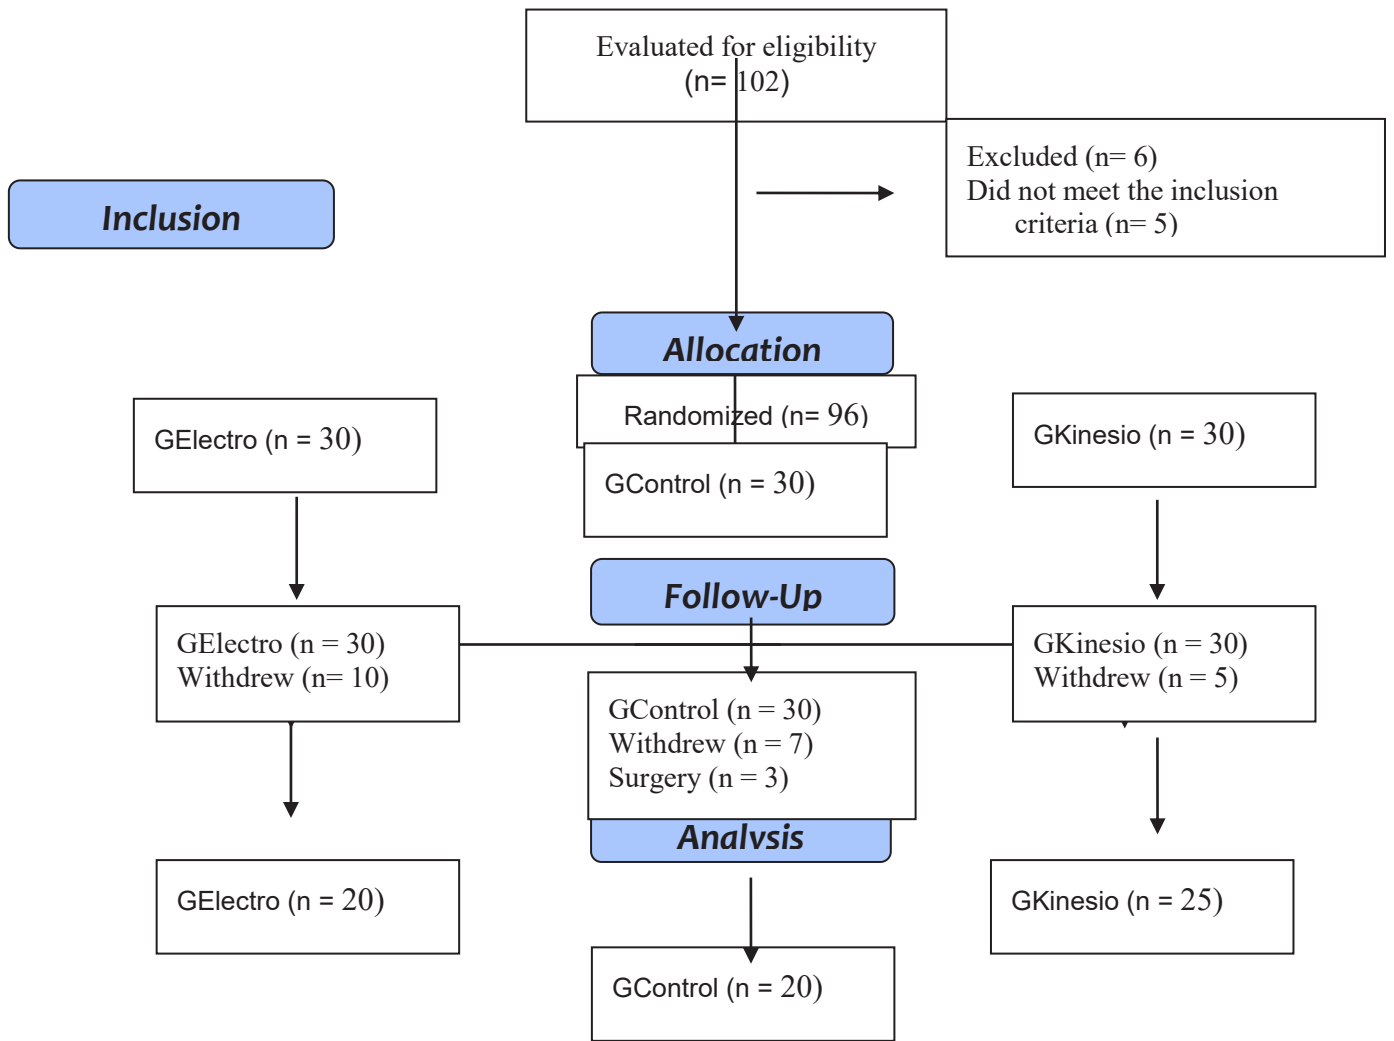 Evaluated for eligibility
(n= 102)
Excluded (n= 6)
Did not meet the inclusion
criteria (n= 5)
Inclusion
Allocation
Randomized (n= 96)
GElectro (n = 30)
GControl (n = 30)
GKinesio (n = 30)
Follow-Up
GElectro (n = 30)
Withdrew (n= 10)
GControl (n = 30)
Withdrew (n = 7)
Surgery (n = 3)
GKinesio (n = 30)
Withdrew (n = 5)
Analysis
GElectro (n = 20)
GControl (n = 20)
GKinesio (n = 25)